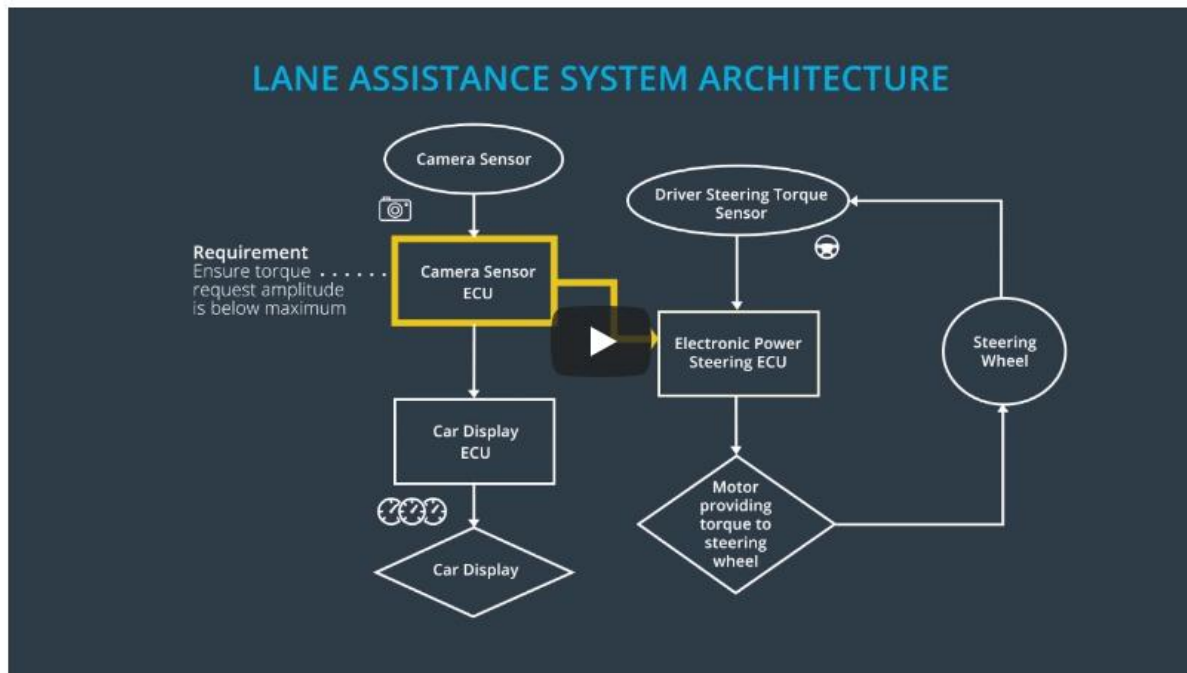 LANE ASSISTANCE SYSTEM ARCHITECTURE
Camera Sensor
Requirement
Ensure torque
request amplitude
is below maximum
Camera Sensor
ECU
Car Display
ECU
Car Display
Driver Steering Torque
Sensor
Electronic Power
Steering ECU
Motor
providing
torque to
steering
wheel
Steering
Wheel